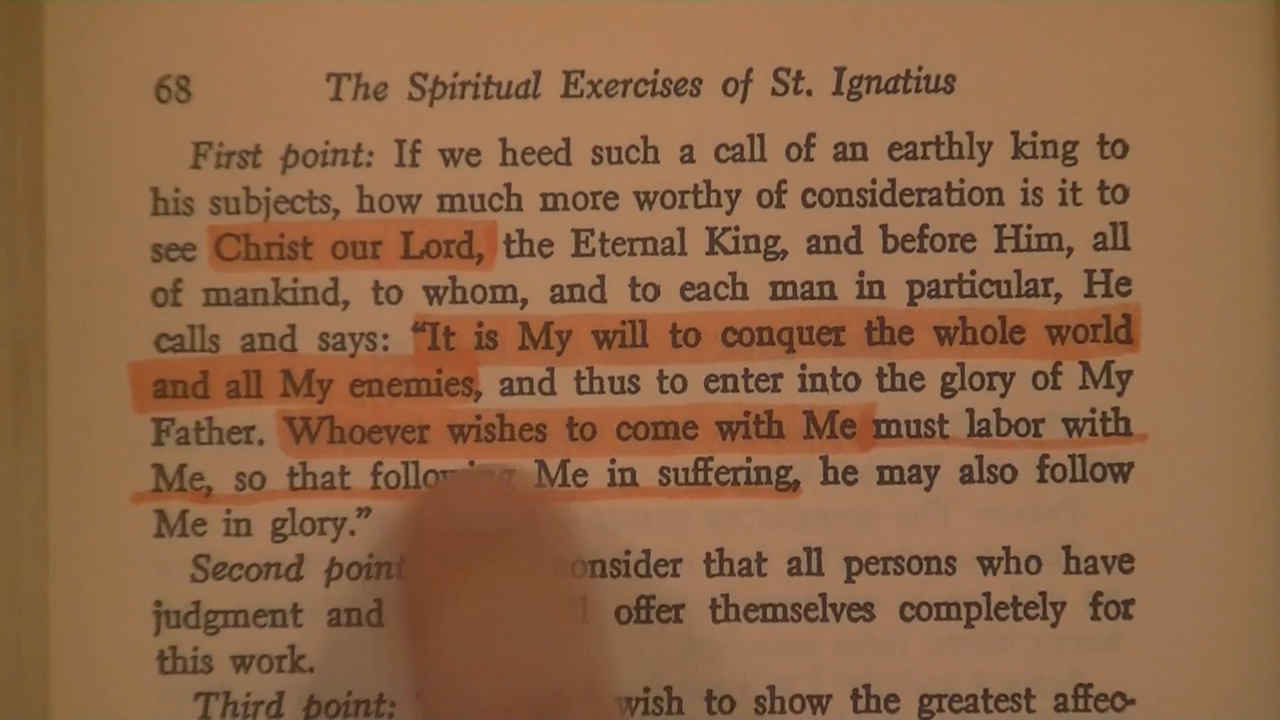 68 The Spiritual Exercises of St. Ignatius
First point: If we heed such a call of an earthly king to
his subjects, how much more worthy of consideration is it to
see Christ our Lord, the Eternal King, and before Him, all
of mankind, to whom, and to each man in particular, He
calls and says: “It is My will to conquer the whole world
and all My enemies, and thus to enter into the glory of My
Father. Whoever wishes to come with Me must labor with
Me, so that following Me in suffering, he may also follow
Me in glory.”
Second point onsider that all persons who have
judgment and offer themselves completely for
this work.
Third point: wish to show the greatest affec-